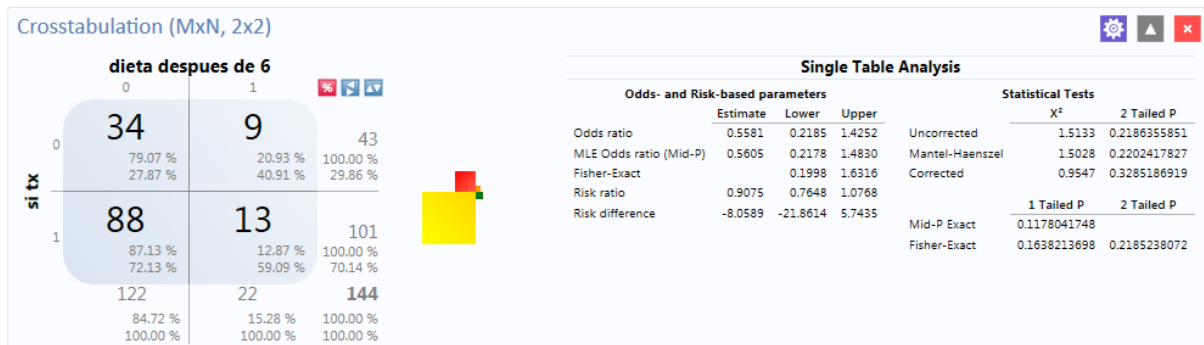 Crosstabulation (MxN, 2x2)
dieta despues de 6
0 1
%
si tx
0 34 9 43
79.07 % 20.93 % 100.00 %
27.87 % 40.91 % 29.86 %
1 88 13 101
87.13 % 12.87 % 100.00 %
72.13 % 59.09 % 70.14 %
122 22 144
84.72 % 15.28 % 100.00 %
100.00 % 100.00 % 100.00 %
Single Table Analysis
Odds- and Risk-based parameters
Estimate Lower Upper
Odds ratio 0.5581 0.2185 1.4252
MLE Odds ratio (Mid-P) 0.5605 0.2178 1.4830
Fisher-Exact 0.1998 1.6316
Risk ratio 0.9075 0.7648 1.0768
Risk difference -8.0589 -21.8614 5.7435
Statistical Tests
X² 2 Tailed P
Uncorrected 1.5133 0.2186355851
Mantel-Haenszel 1.5028 0.2202417827
Corrected 0.9547 0.3285186919
1 Tailed P 2 Tailed P
Mid-P Exact 0.1178041748
Fisher-Exact 0.1638213698 0.2185238072